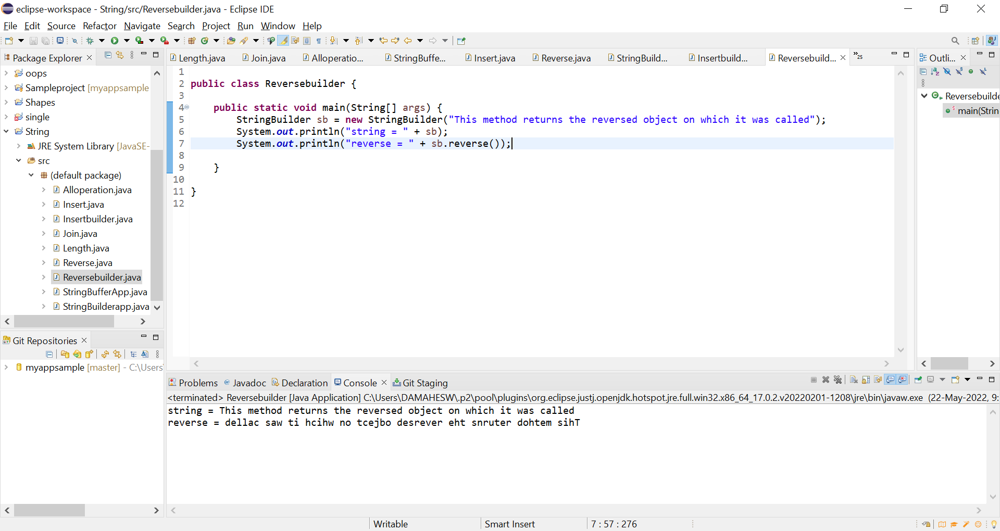 eclipse-workspace - String/src/Reversebuilder.java - Eclipse IDE
File Edit Source Refactor Navigate Search Project Run Window Help
Package Explorer
oops
Sampleproject [myappsample
Shapes
single
String
JRE System Library [JavaSE-
src
(default package)
Alloperation.java
Insert.java
Insertbuilder.java
Join.java
Length.java
Reverse.java
Reversebuilder.java
StringBufferApp.java
StringBuilderapp.java
Git Repositories
myappsample [master] - C:\Users
Length.java Join.java Alloperatio... StringBuffe... Insert.java Reverse.java StringBuild... Insertbuild... Reversebuild... »25
1
2 public class Reversebuilder {
3
4 public static void main(String[] args) {
5 StringBuilder sb = new StringBuilder("This method returns the reversed object on which it was called");
6 System.out.println("string = " + sb);
7 System.out.println("reverse = " + sb.reverse());
8
9 }
10
11 }
12
Outli...
Reversebuilde
main(Strin
Problems Javadoc Declaration Console Git Staging
<terminated> Reversebuilder [Java Application] C:\Users\DAMAHESW\.p2\pool\plugins\org.eclipse.justj.openjdk.hotspot.jre.full.win32.x86_64_17.0.2.v20220201-1208\jre\bin\javaw.exe (22-May-2022, 9:
string = This method returns the reversed object on which it was called
reverse = dellac saw ti hcihw no tcejbo desrever eht snruter dohtem sihT
Writable Smart Insert 7 : 57 : 276